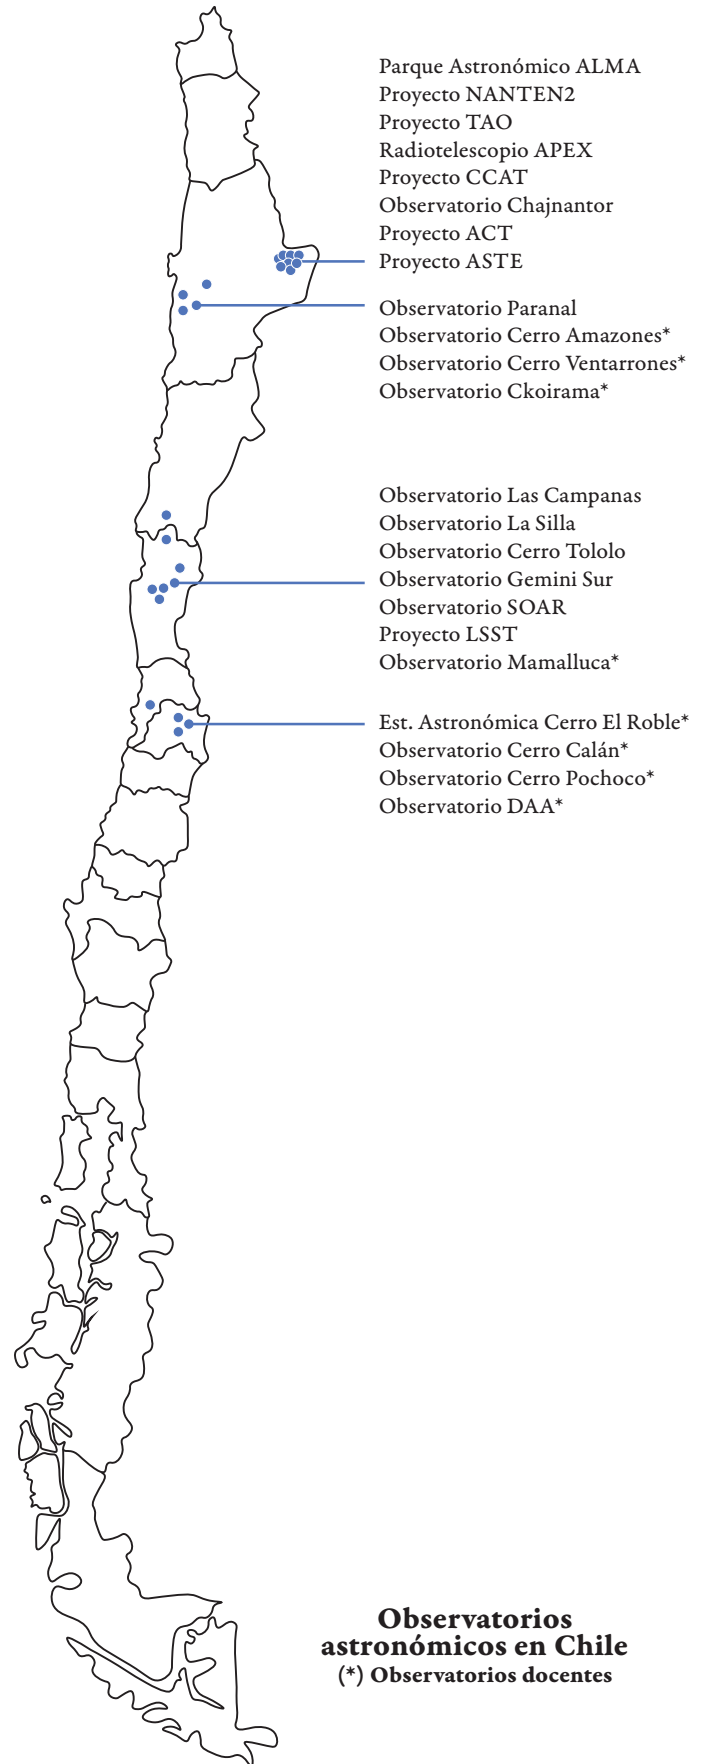 Parque Astronómico ALMA
Proyecto NANTEN2
Proyecto TAO
Radiotelescopio APEX
Proyecto CCAT
Observatorio Chajnantor
Proyecto ACT
Proyecto ASTE
Observatorio Paranal
Observatorio Cerro Amazones*
Observatorio Cerro Ventarrones*
Observatorio Ckoirama*
Observatorio Las Campanas
Observatorio La Silla
Observatorio Cerro Tololo
Observatorio Gemini Sur
Observatorio SOAR
Proyecto LSST
Observatorio Mamalluca*
Est. Astronómica Cerro El Roble*
Observatorio Cerro Calán*
Observatorio Cerro Pochoco*
Observatorio DAA*
Observatorios
astronómicos en Chile
(*) Observatorios docentes